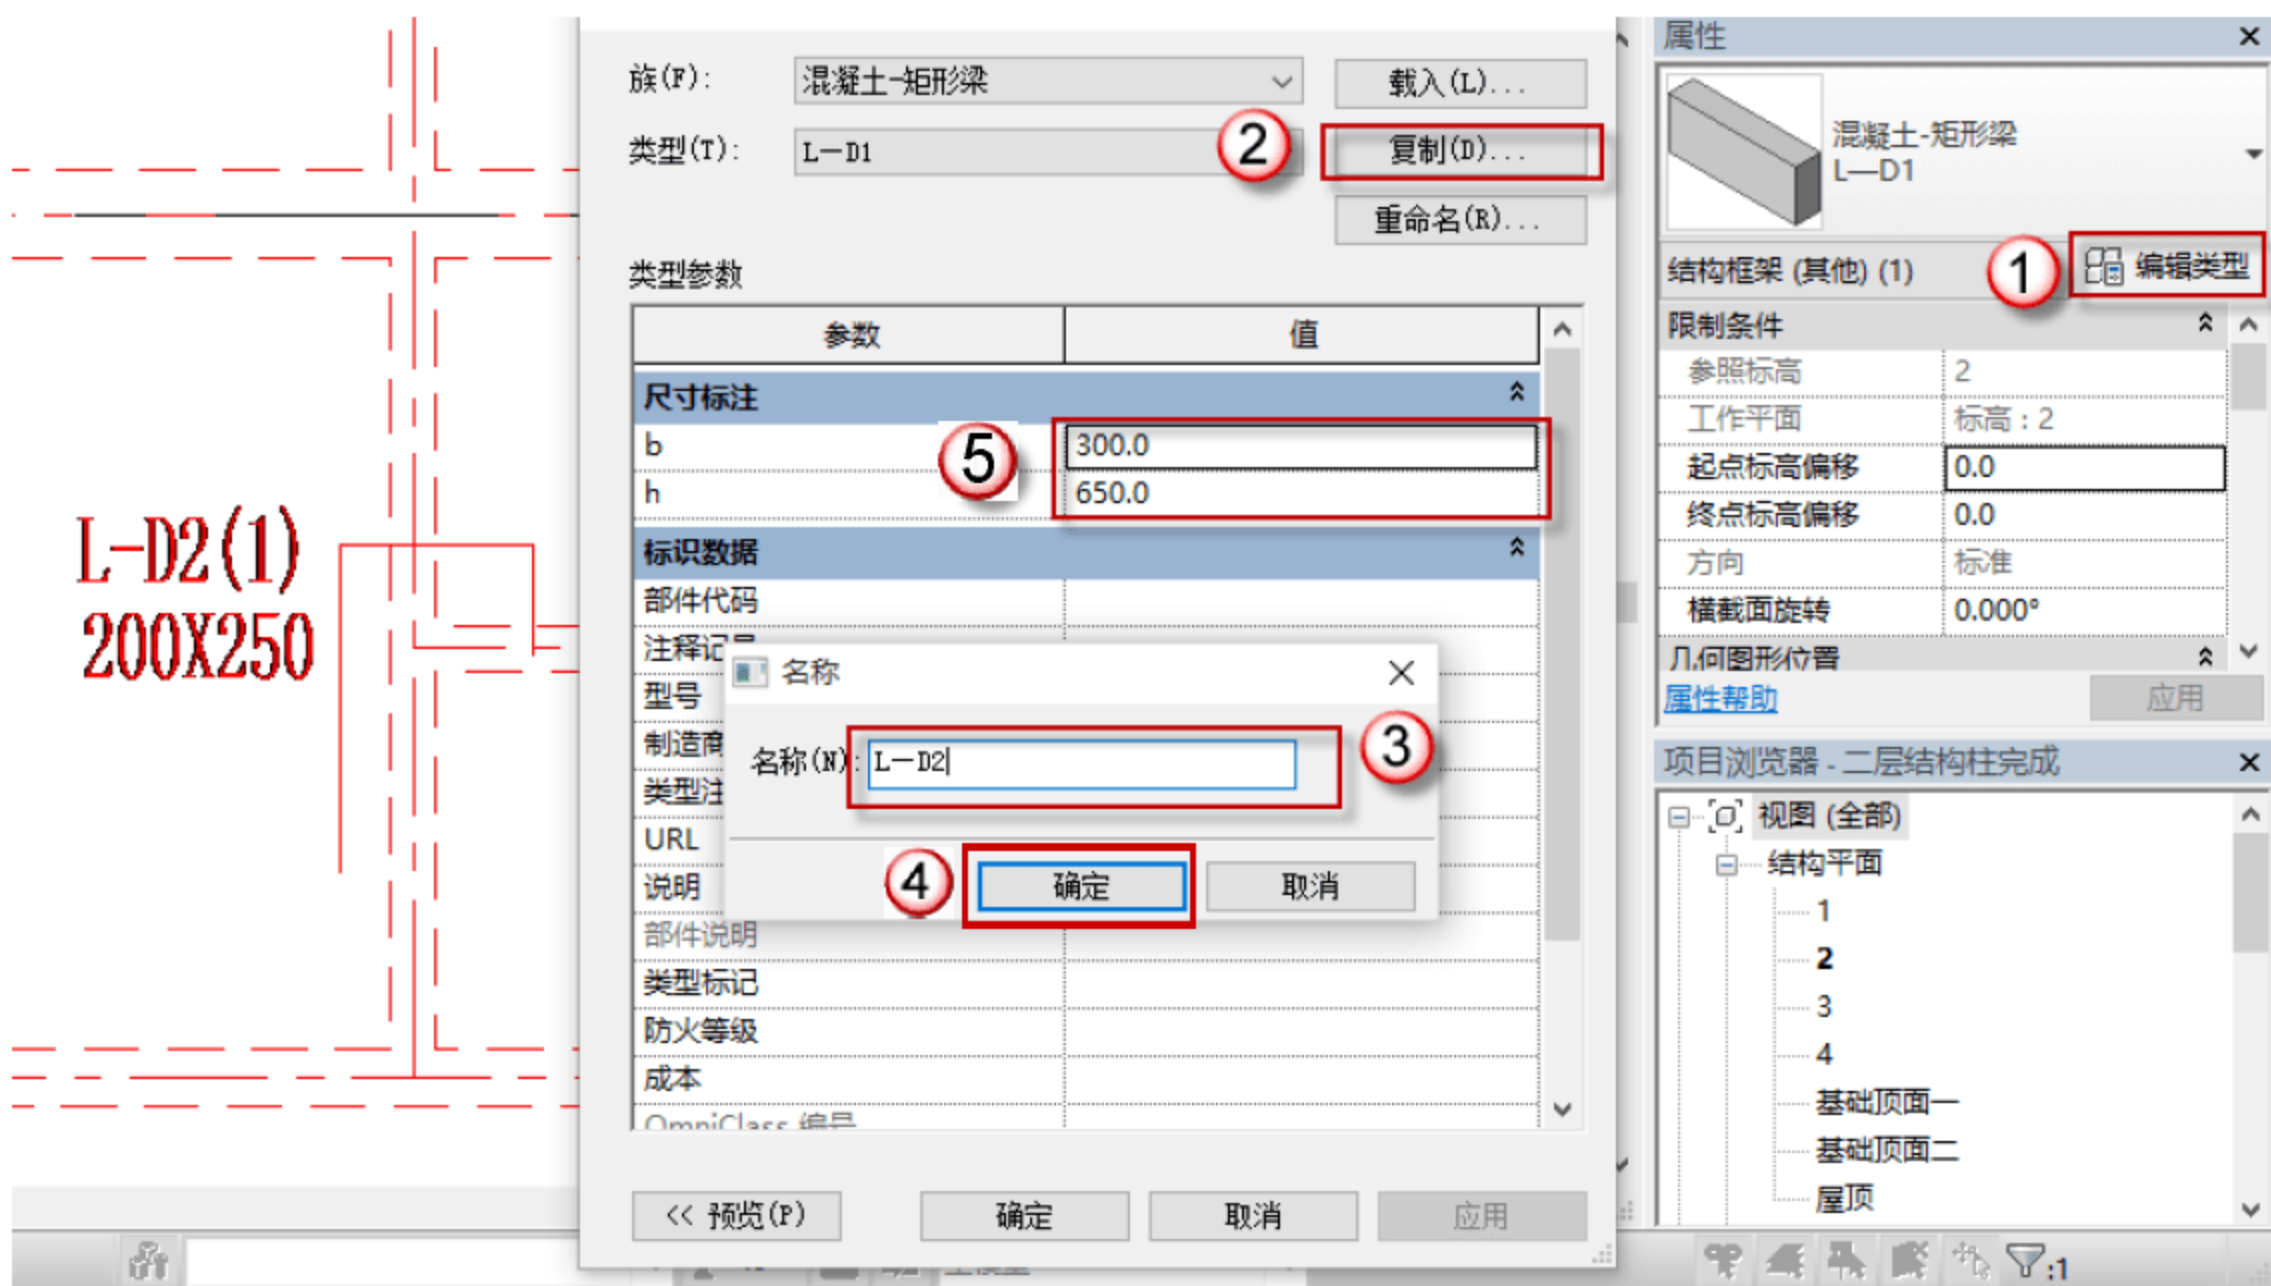 L-D2(1)
200X250
族(F):
混凝土-矩形梁
载入(L)...
类型(T):
L—D1
2
复制(D)...
重命名(R)...
类型参数
参数
值
尺寸标注
b
5
300.0
h
650.0
标识数据
部件代码
注释记
型号
制造商
类型注
URL
说明
部件说明
类型标记
防火等级
成本
OmniClass 编号
名称
名称(N):
L—D2
3
4
确定
取消
<< 预览(P)
确定
取消
应用
属性
混凝土-矩形梁
L—D1
结构框架 (其他) (1)
1
编辑类型
限制条件
参照标高
2
工作平面
标高 : 2
起点标高偏移
0.0
终点标高偏移
0.0
方向
标准
横截面旋转
0.000°
几何图形位置
属性帮助
应用
项目浏览器 - 二层结构柱完成
视图 (全部)
结构平面
1
2
3
4
基础顶面一
基础顶面二
屋顶
:1